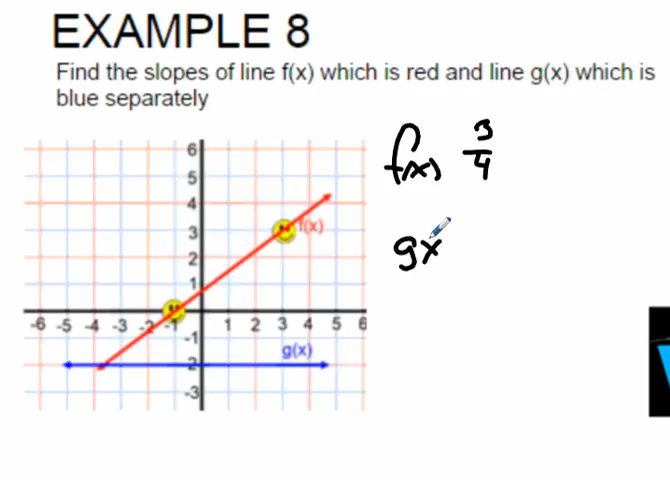 EXAMPLE 8
Find the slopes of line f(x) which is red and line g(x) which is
blue separately
f(x) 3/4
gx
6
5
4
3
2
1
-6 -5 -4 -3 -2 -1 1 2 3 4 5 6
-1
-2
-3
f(x)
g(x)